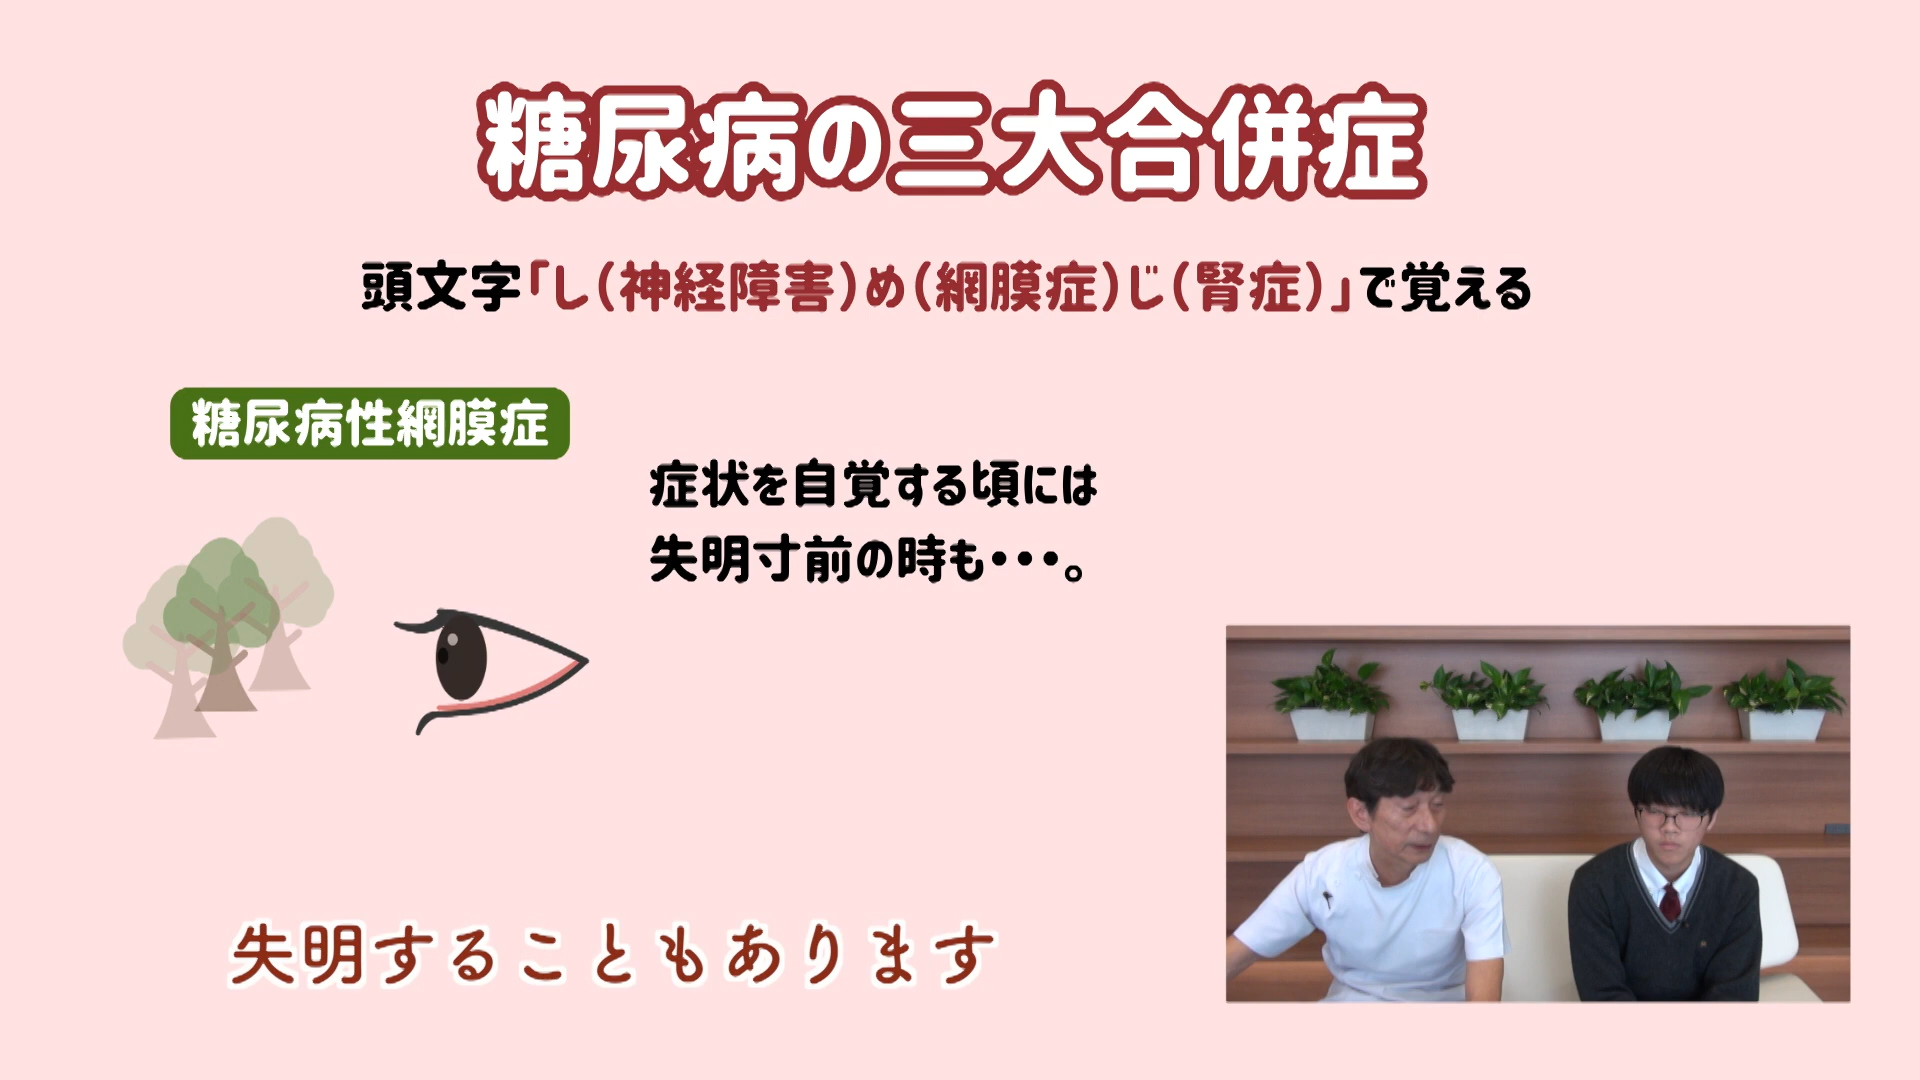 糖尿病の三大合併症
頭文字「し(神経障害)め(網膜症)じ(腎症)」で覚える
糖尿病性網膜症
症状を自覚する頃には
失明寸前の時も・・・。
失明することもあります